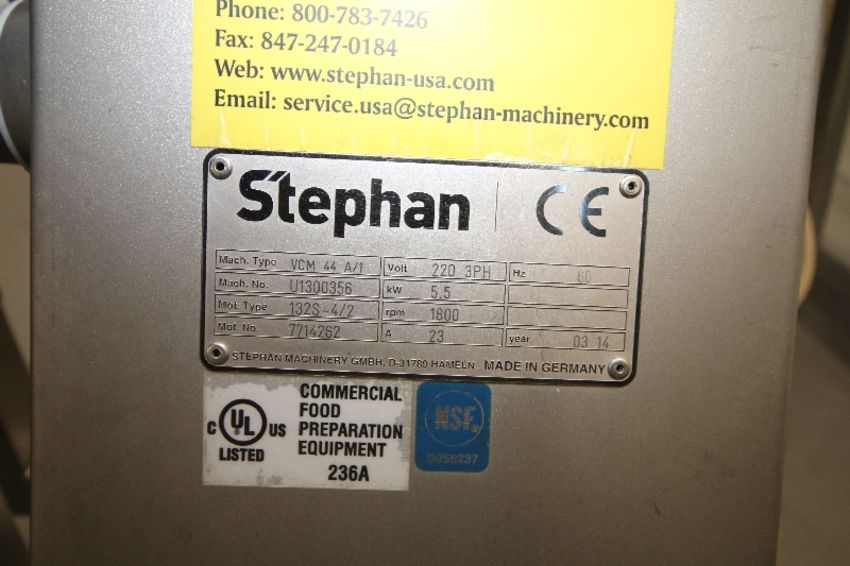 Phone: 800-783-7426
Fax: 847-247-0184
Web: www.stephan-usa.com
Email: service.usa@stephan-machinery.com
Stephan CE
Mach. Type VCM 44 A/1 Volt 220 3PH Hz 60
Mach. No. U1300356 kW 5.5
Mot. Type 132S-4/2 rpm 1800
Mot. No. 7714262 A 23 year 03 14
STEPHAN MACHINERY GMBH, D-31789 HAMELN MADE IN GERMANY
C UL US
LISTED
COMMERCIAL
FOOD
PREPARATION
EQUIPMENT
236A
NSF®